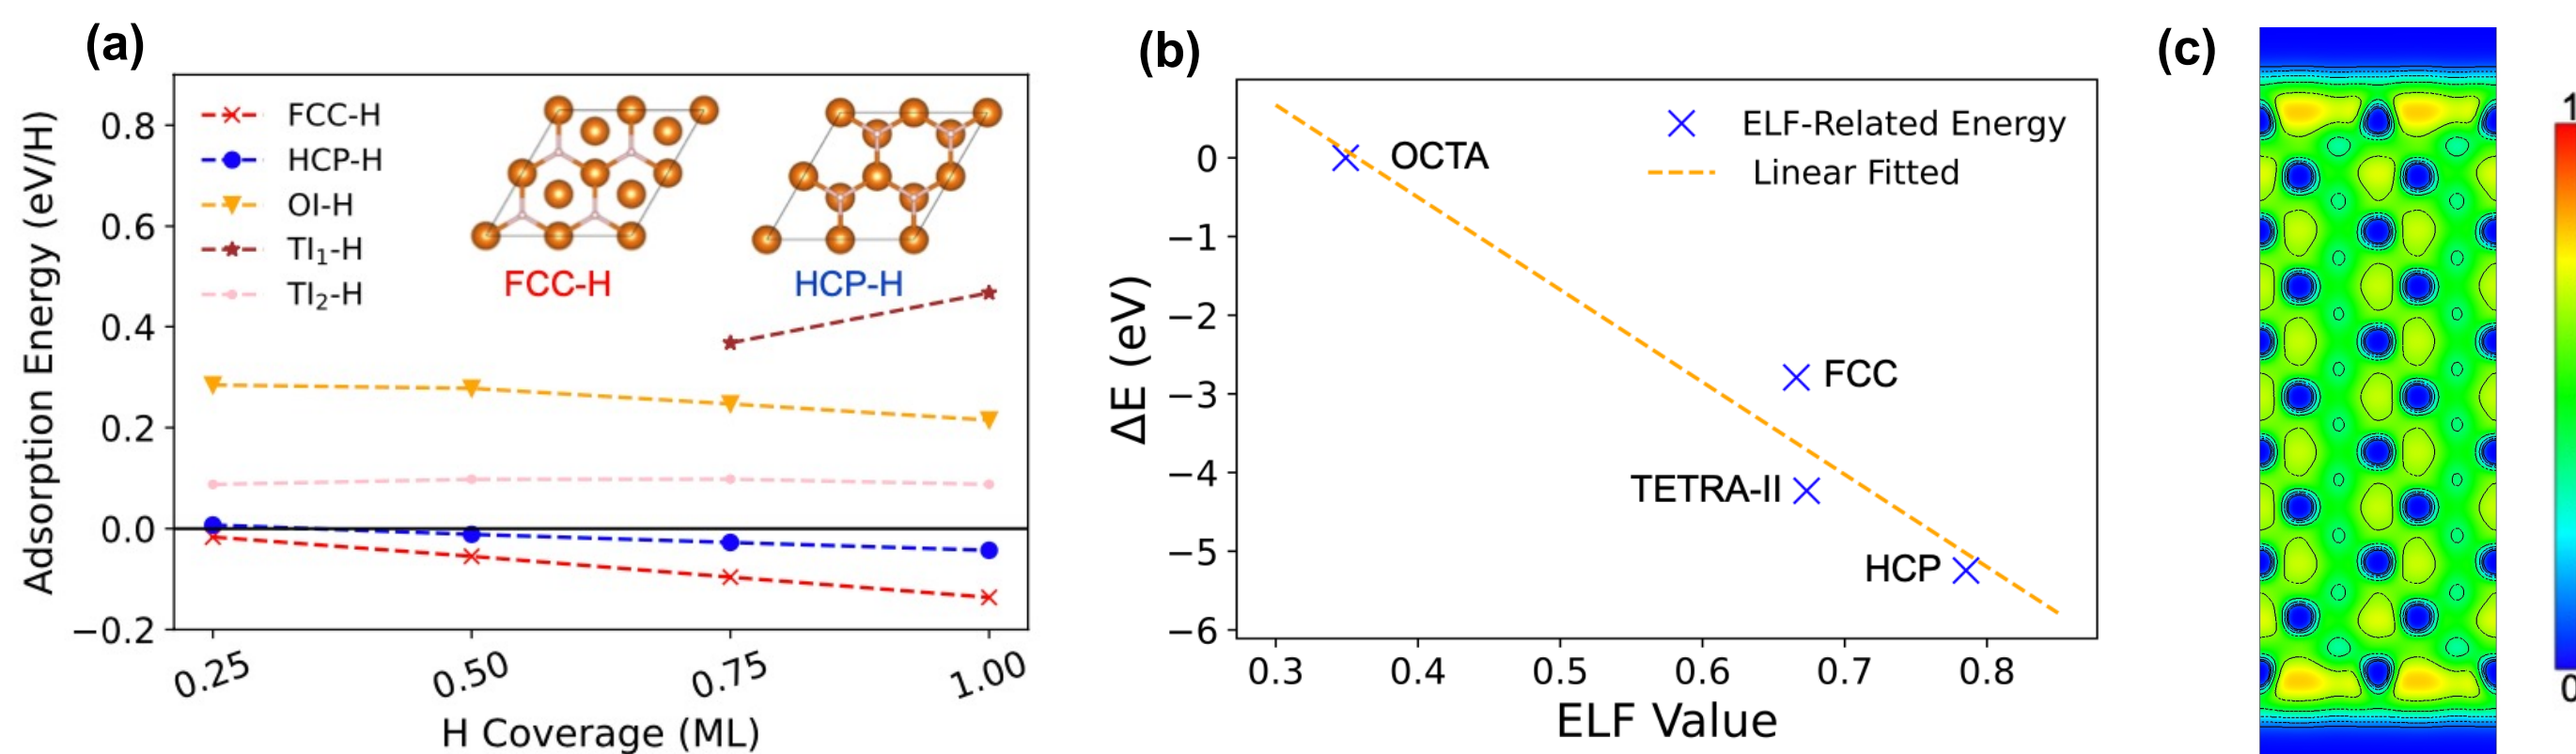 (a)
Adsorption Energy (eV/H)
0.8
0.6
0.4
0.2
0.0
−0.2
FCC-H
HCP-H
OI-H
TI₁-H
TI₂-H
FCC-H
HCP-H
0.25
0.50
0.75
1.00
H Coverage (ML)
(b)
ΔE (eV)
0
−1
−2
−3
−4
−5
−6
ELF-Related Energy
Linear Fitted
OCTA
FCC
TETRA-II
HCP
0.3
0.4
0.5
0.6
0.7
0.8
ELF Value
(c)
1
0